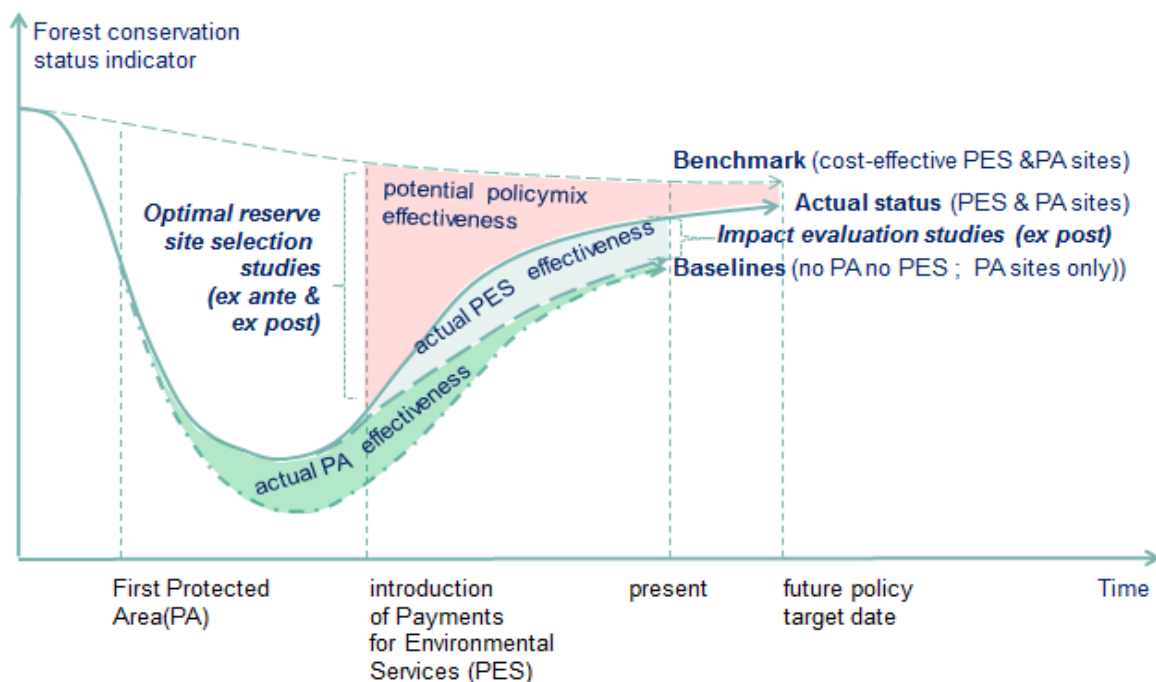 Forest conservation
status indicator
Benchmark (cost-effective PES &PA sites)
potential policymix
effectiveness
Actual status (PES & PA sites)
Optimal reserve
site selection
studies
(ex ante &
ex post)
Impact evaluation studies (ex post)
actual PES effectiveness
Baselines (no PA no PES ; PA sites only))
actual PA effectiveness
First Protected
Area(PA)
introduction
of Payments
for Environmental
Services (PES)
present
future policy
target date
Time